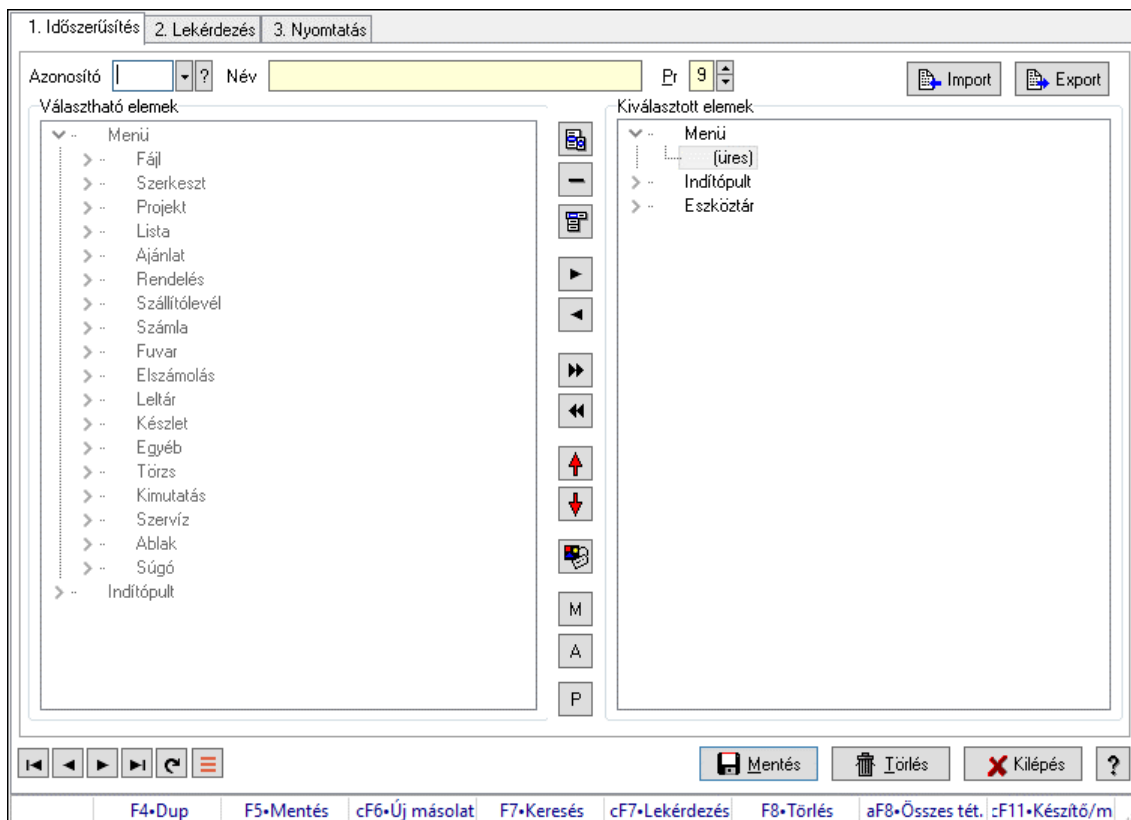 1. Időszerűsítés 2. Lekérdezés 3. Nyomtatás
Azonosító ? Név Pr 9 Import Export
Választható elemek
Menü
Fájl
Szerkeszt
Projekt
Lista
Ajánlat
Rendelés
Szállítólevél
Számla
Fuvar
Elszámolás
Leltár
Készlet
Egyéb
Törzs
Kimutatás
Szervíz
Ablak
Súgó
Indítópult
M
A
P
Kiválasztott elemek
Menü
(üres)
Indítópult
Eszköztár
Mentés Törlés Kilépés ?
F4•Dup F5•Mentés cF6•Új másolat F7•Keresés cF7•Lekérdezés F8•Törlés aF8•Összes tét. cF11•Készítő/m